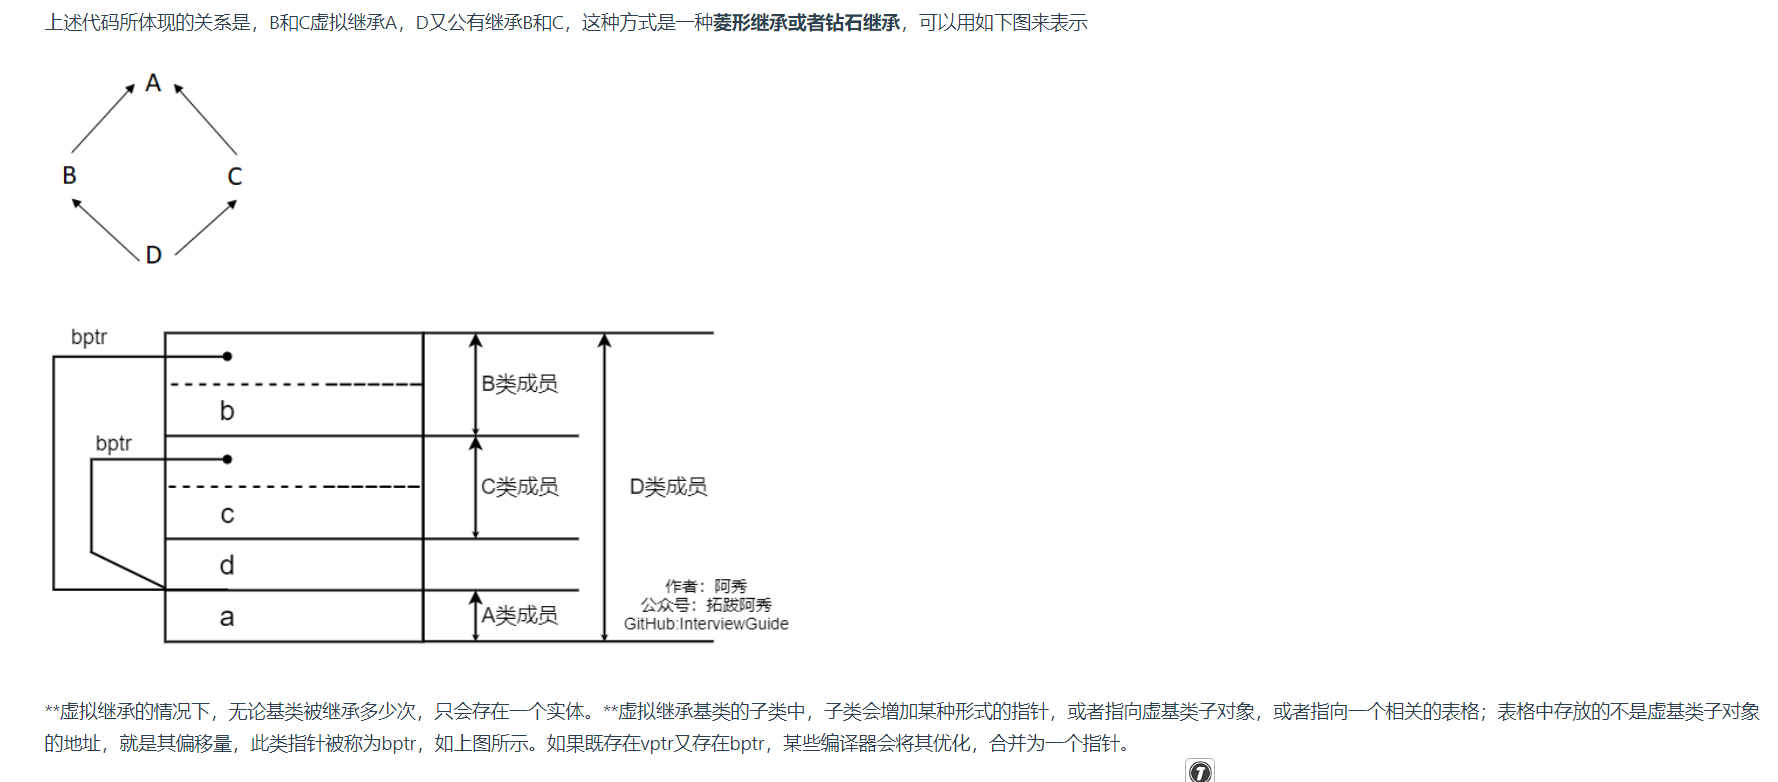 上述代码所体现的关系是，B和C虚拟继承A，D又公有继承B和C，这种方式是一种菱形继承或者钻石继承，可以用如下图来表示
A
B
C
D
bptr
B类成员
b
bptr
C类成员
D类成员
c
d
作者：阿秀
公众号：拓跋阿秀
GitHub:InterviewGuide
a
A类成员
**虚拟继承的情况下，无论基类被继承多少次，只会存在一个实体。**虚拟继承基类的子类中，子类会增加某种形式的指针，或者指向虚基类子对象，或者指向一个相关的表格；表格中存放的不是虚基类子对象
的地址，就是其偏移量，此类指针被称为bptr，如上图所示。如果既存在vptr又存在bptr，某些编译器会将其优化，合并为一个指针。